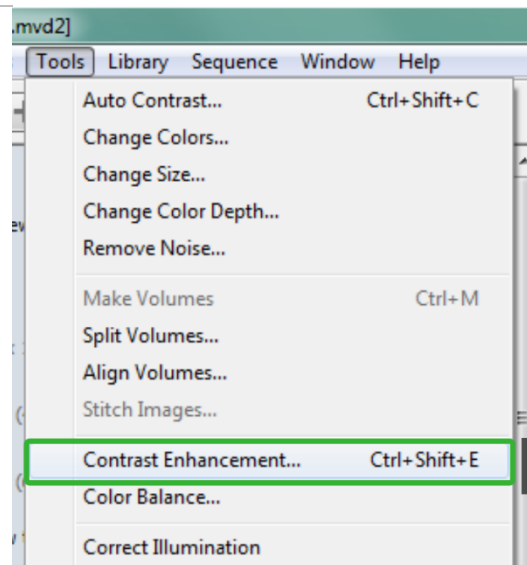 .mvd2]
Tools Library Sequence Window Help
Auto Contrast... Ctrl+Shift+C
Change Colors...
Change Size...
Change Color Depth...
Remove Noise...
Make Volumes Ctrl+M
Split Volumes...
Align Volumes...
Stitch Images...
Contrast Enhancement... Ctrl+Shift+E
Color Balance...
Correct Illumination